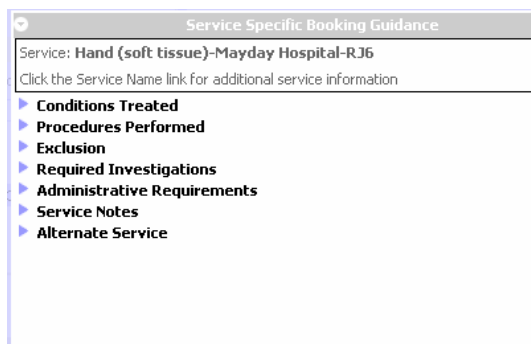 Service Specific Booking Guidance
Service: Hand (soft tissue)-Mayday Hospital-RJ6
Click the Service Name link for additional service information
Conditions Treated
Procedures Performed
Exclusion
Required Investigations
Administrative Requirements
Service Notes
Alternate Service